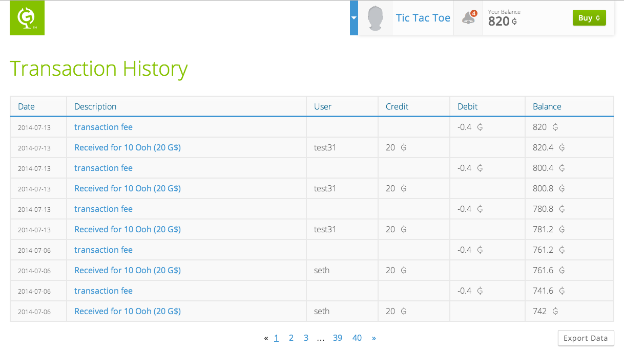 Tic Tac Toe 4 Your Balance Buy ₲
820 ₲
Transaction History
Date Description User Credit Debit Balance
2014-07-13 transaction fee -0.4 ₲ 820 ₲
2014-07-13 Received for 10 Ooh (20 G$) test31 20 ₲ 820.4 ₲
2014-07-13 transaction fee -0.4 ₲ 800.4 ₲
2014-07-13 Received for 10 Ooh (20 G$) test31 20 ₲ 800.8 ₲
2014-07-13 transaction fee -0.4 ₲ 780.8 ₲
2014-07-13 Received for 10 Ooh (20 G$) test31 20 ₲ 781.2 ₲
2014-07-06 transaction fee -0.4 ₲ 761.2 ₲
2014-07-06 Received for 10 Ooh (20 G$) seth 20 ₲ 761.6 ₲
2014-07-06 transaction fee -0.4 ₲ 741.6 ₲
2014-07-06 Received for 10 Ooh (20 G$) seth 20 ₲ 742 ₲
« 1 2 3 ... 39 40 » Export Data